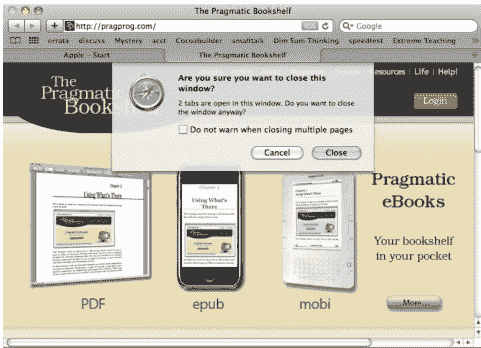 The Pragmatic Bookshelf
http://pragprog.com/
RSS
Google
errata discuss Mystery acct Cocoabuilder smalltalk Dim Sum Thinking speedtest Extreme Teaching
Apple – Start
The Pragmatic Bookshelf
The
Pragmatic
Booksh
Resources | Life | Help!
Login
Are you sure you want to close this
window?
2 tabs are open in this window. Do you want to close
the window anyway?
Do not warn when closing multiple pages
Cancel
Close
Pragmatic
eBooks
Your bookshelf
in your pocket
More...
Using What's There
Chapter 2
Using What's
There
PDF
epub
mobi